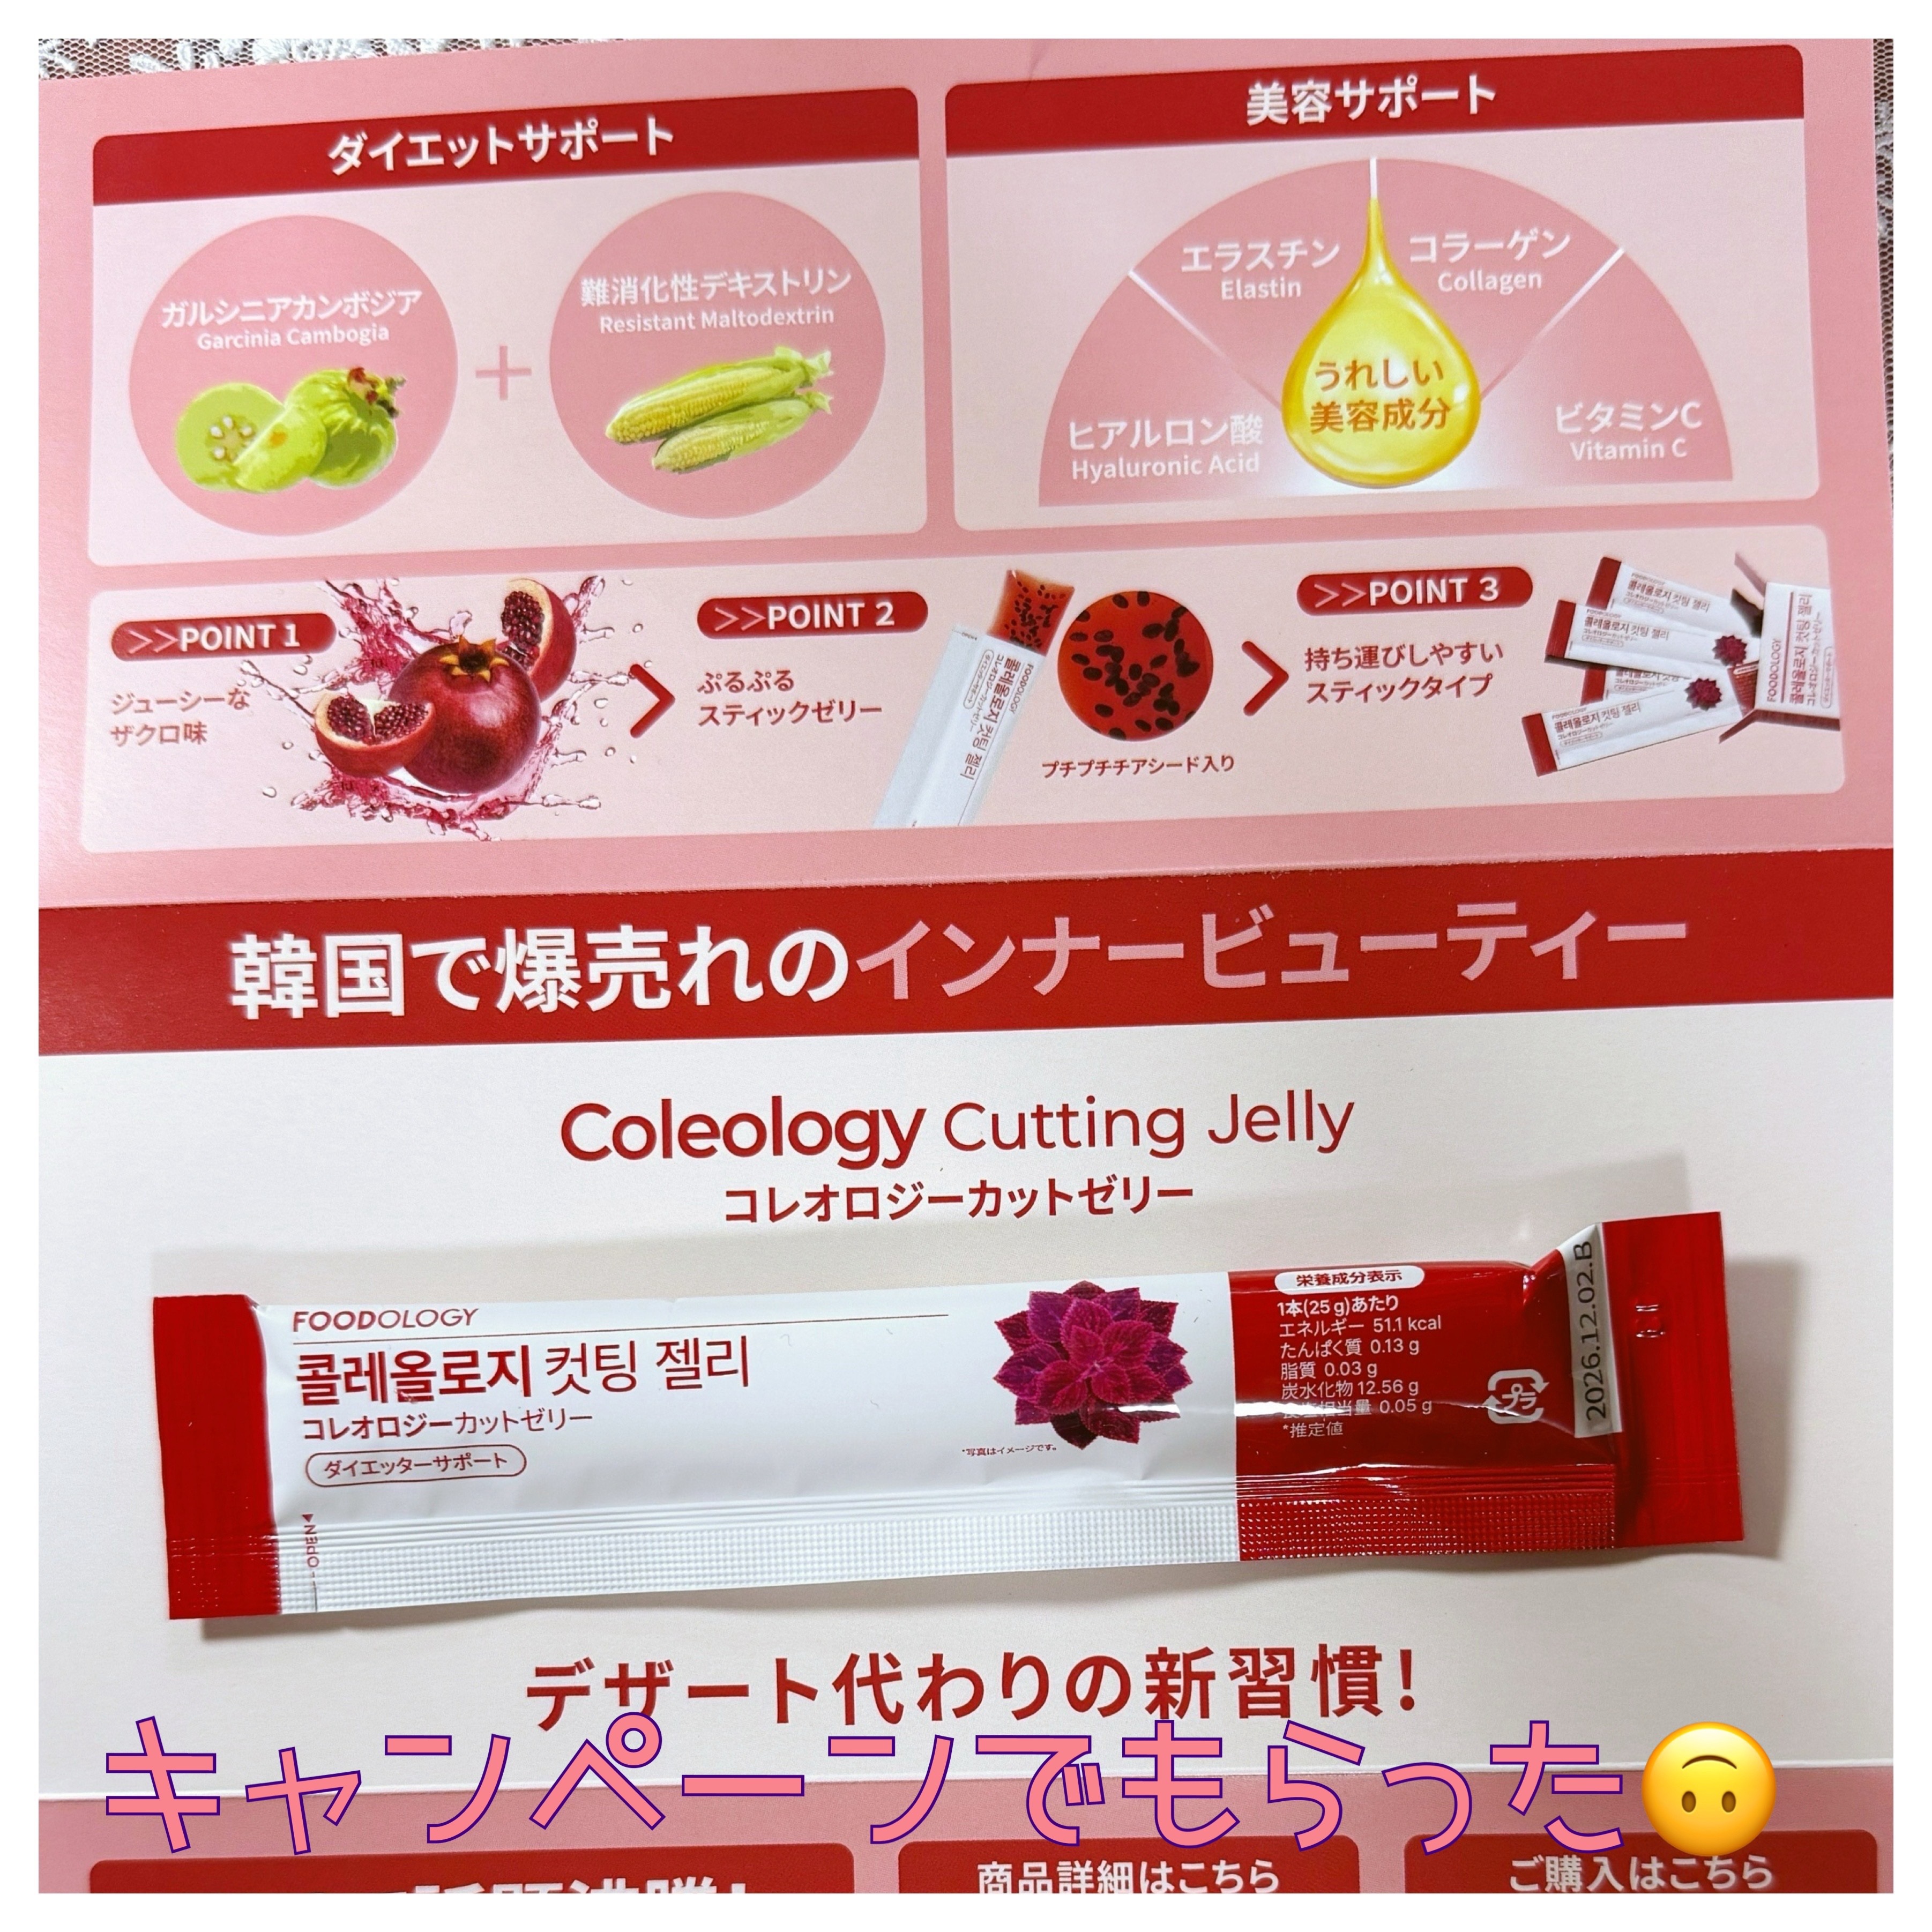 ダイエットサポート
ガルシニアカンボジア
Garcinia Cambogia
+
難消化性デキストリン
Resistant Maltodextrin
美容サポート
エラスチン
Elastin
コラーゲン
Collagen
ヒアルロン酸
Hyaluronic Acid
うれしい
美容成分
ビタミンC
Vitamin C
>>POINT 1
ジューシーな
ザクロ味
>>POINT 2
ぷるぷる
スティックゼリー
プチプチチアシード入り
>>POINT 3
持ち運びしやすい
スティックタイプ
韓国で爆売れのインナービューティー
Coleology Cutting Jelly
コレオロジーカットゼリー
FOODOLOGY
콜레올로지 컷팅 젤리
コレオロジーカットゼリー
ダイエッターサポート
*写真はイメージです。
OPEN
栄養成分表示
1本(25g)あたり
エネルギー 51.1 kcal
たんぱく質 0.13 g
脂質 0.03 g
炭水化物 12.56 g
食塩相当量 0.05 g
*推定値
プラ
2026.12.02.B
デザート代わりの新習慣!
キャンペーンでもらった🙃
商品詳細はこちら
ご購入はこちら